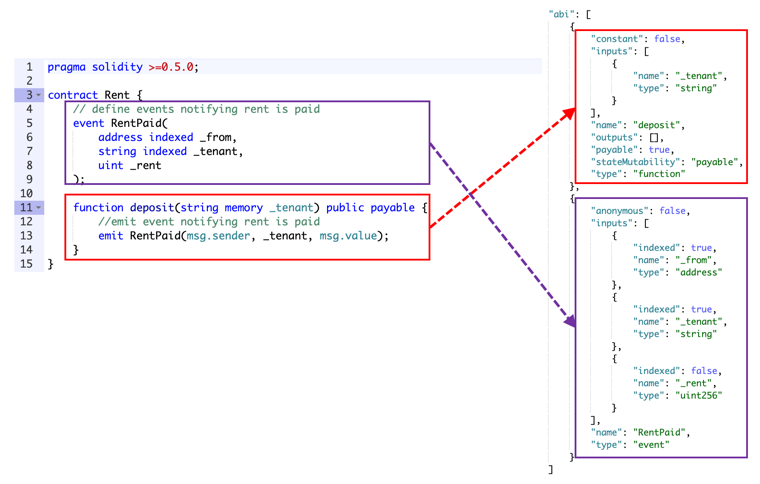 1 pragma solidity >=0.5.0;
2
3 contract Rent {
4 // define events notifying rent is paid
5 event RentPaid(
6 address indexed _from,
7 string indexed _tenant,
8 uint _rent
9 );
10
11 function deposit(string memory _tenant) public payable {
12 //emit event notifying rent is paid
13 emit RentPaid(msg.sender, _tenant, msg.value);
14 }
15 }
"abi": [
{
"constant": false,
"inputs": [
{
"name": "_tenant",
"type": "string"
}
],
"name": "deposit",
"outputs": [],
"payable": true,
"stateMutability": "payable",
"type": "function"
},
{
"anonymous": false,
"inputs": [
{
"indexed": true,
"name": "_from",
"type": "address"
},
{
"indexed": true,
"name": "_tenant",
"type": "string"
},
{
"indexed": false,
"name": "_rent",
"type": "uint256"
}
],
"name": "RentPaid",
"type": "event"
}
]